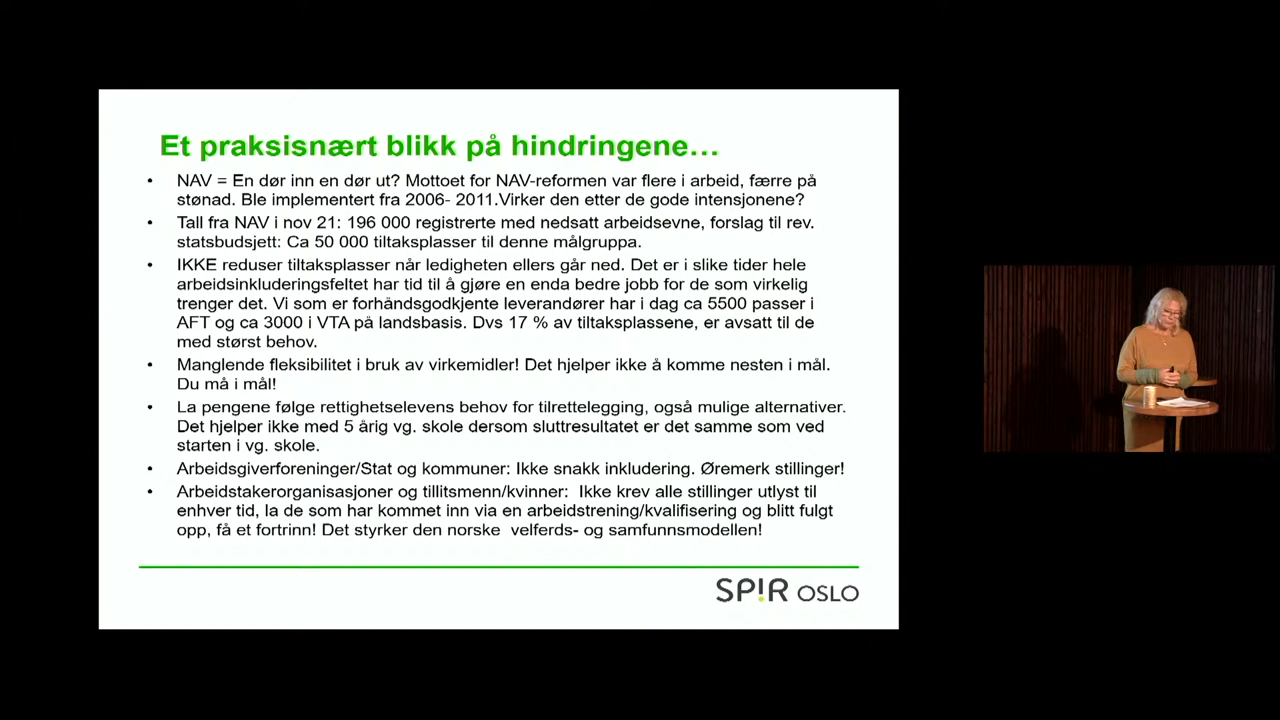 Et praksisnært blikk på hindringene…
• NAV = En dør inn en dør ut? Mottoet for NAV-reformen var flere i arbeid, færre på
stønad. Ble implementert fra 2006- 2011.Virker den etter de gode intensjonene?
• Tall fra NAV i nov 21: 196 000 registrerte med nedsatt arbeidsevne, forslag til rev.
statsbudsjett: Ca 50 000 tiltaksplasser til denne målgruppa.
• IKKE reduser tiltaksplasser når ledigheten ellers går ned. Det er i slike tider hele
arbeidsinkluderingsfeltet har tid til å gjøre en enda bedre jobb for de som virkelig
trenger det. Vi som er forhåndsgodkjente leverandører har i dag ca 5500 passer i
AFT og ca 3000 i VTA på landsbasis. Dvs 17 % av tiltaksplassene, er avsatt til de
med størst behov.
• Manglende fleksibilitet i bruk av virkemidler! Det hjelper ikke å komme nesten i mål.
Du må i mål!
• La pengene følge rettighetselevens behov for tilrettelegging, også mulige alternativer.
Det hjelper ikke med 5 årig vg. skole dersom sluttresultatet er det samme som ved
starten i vg. skole.
• Arbeidsgiverforeninger/Stat og kommuner: Ikke snakk inkludering. Øremerk stillinger!
• Arbeidstakerorganisasjoner og tillitsmenn/kvinner:  Ikke krev alle stillinger utlyst til
enhver tid, la de som har kommet inn via en arbeidstrening/kvalifisering og blitt fulgt
opp, få et fortrinn! Det styrker den norske  velferds- og samfunnsmodellen!
SP!R OSLO